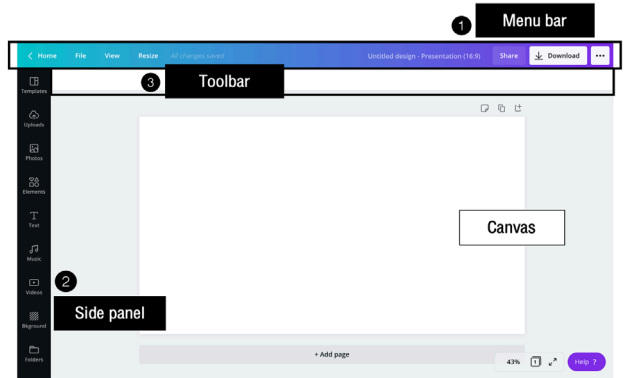 1 Menu bar
< Home File View Resize All changes saved Untitled design - Presentation (16:9) Share Download
3 Toolbar
Templates
Uploads
Photos
Elements
Text
Canvas
Music
Videos
2
Side panel
Bkground
+ Add page
Folders
43% 1 Help ?